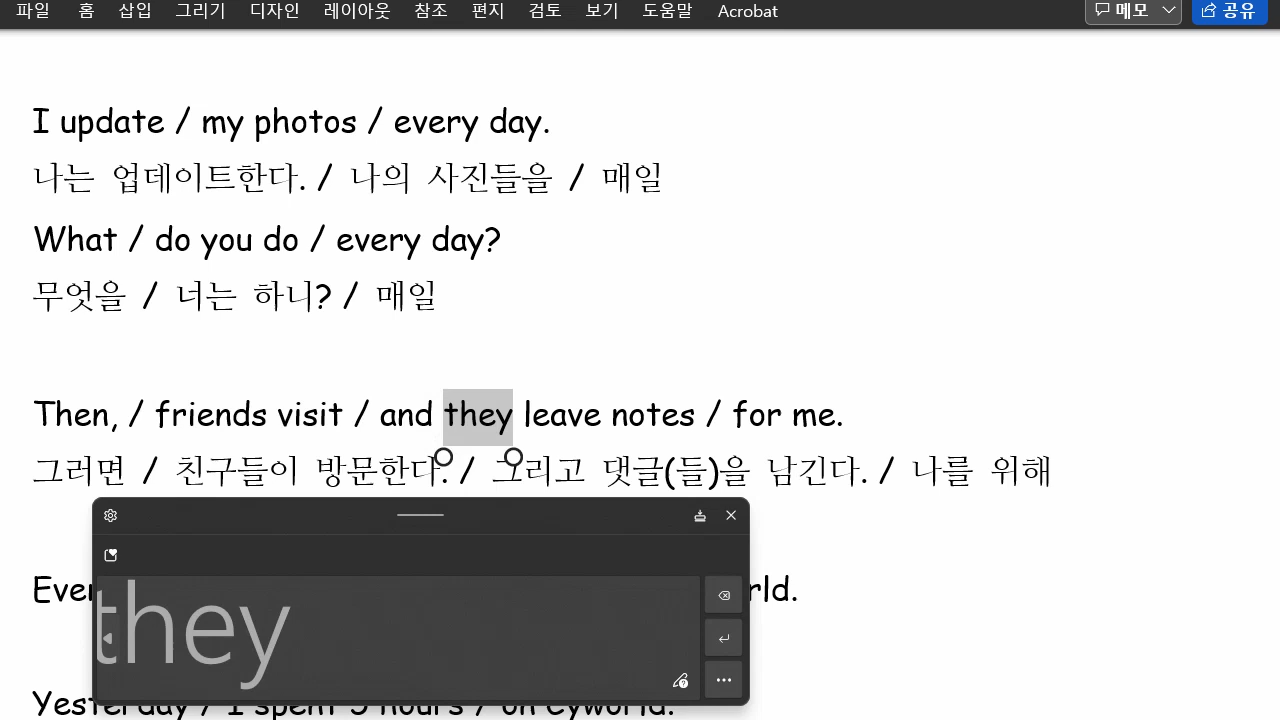 파일 홈 삽입 그리기 디자인 레이아웃 참조 편지 검토 보기 도움말 Acrobat 메모 공유
I update / my photos / every day.
나는 업데이트한다. / 나의 사진들을 / 매일
What / do you do / every day?
무엇을 / 너는 하니? / 매일
Then, / friends visit / and they leave notes / for me.
그러면 / 친구들이 방문한다. / 그리고 댓글(들)을 남긴다. / 나를 위해
they